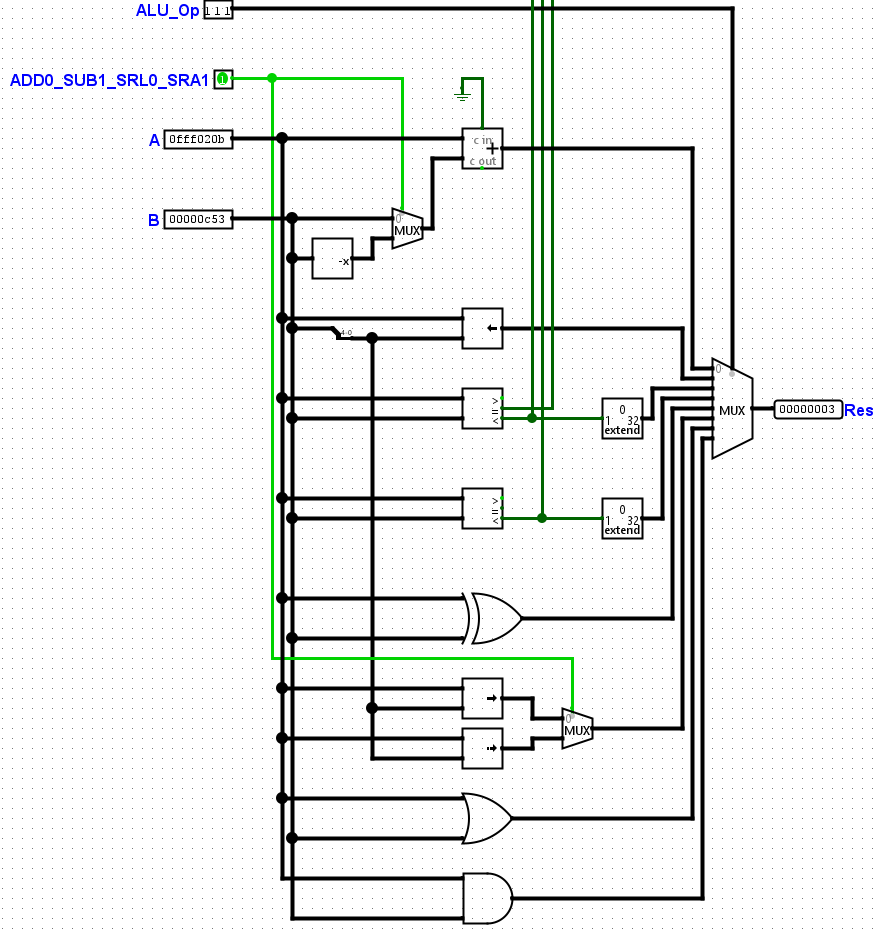 ALU_Op 111
ADD0_SUB1_SRL0_SRA1 1
c in
A 0fff020b
+
c out
B 00000c53
0
MUX
-x
4-0
0
>
=
<
0
1 32
extend
MUX
00000003 Res
>
=
<
0
1 32
extend
0
MUX